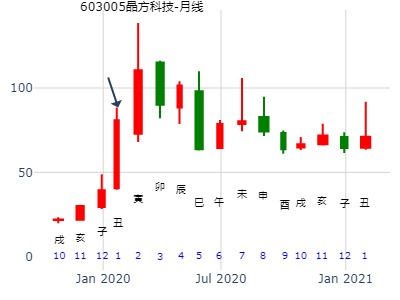 603005晶方科技-月线
100
50
0
戌 亥 子 丑 寅 卯 辰 巳 午 未 申 酉 戌 亥 子 丑
10 11 12 1 2 3 4 5 6 7 8 9 10 11 12 1
Jan 2020 Jul 2020 Jan 2021